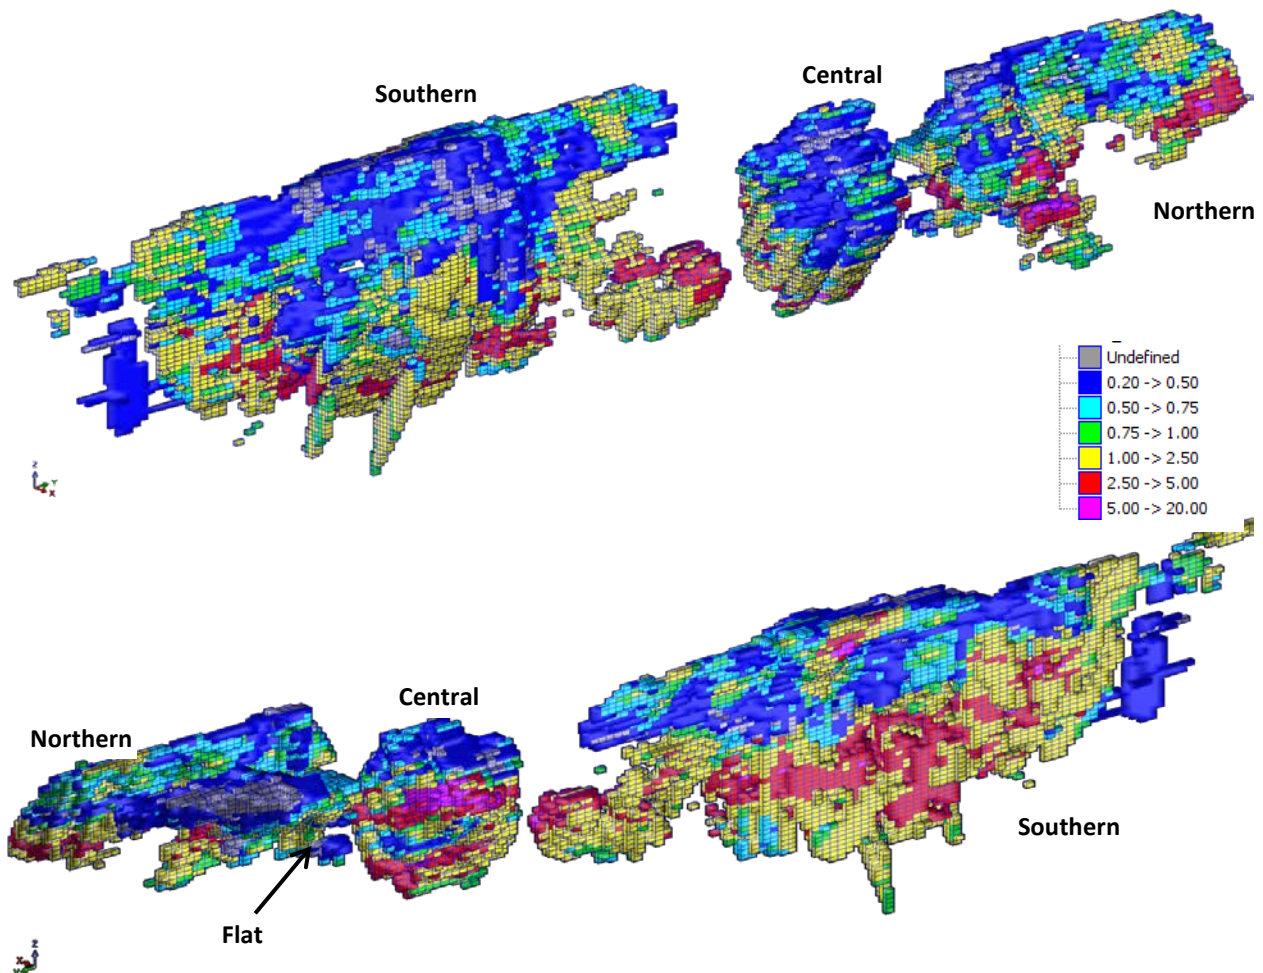 Southern
Central
Northern
Undefined
0.20 -> 0.50
0.50 -> 0.75
0.75 -> 1.00
1.00 -> 2.50
2.50 -> 5.00
5.00 -> 20.00
Z
Y
X
Northern
Central
Southern
Flat
Z
X
Y